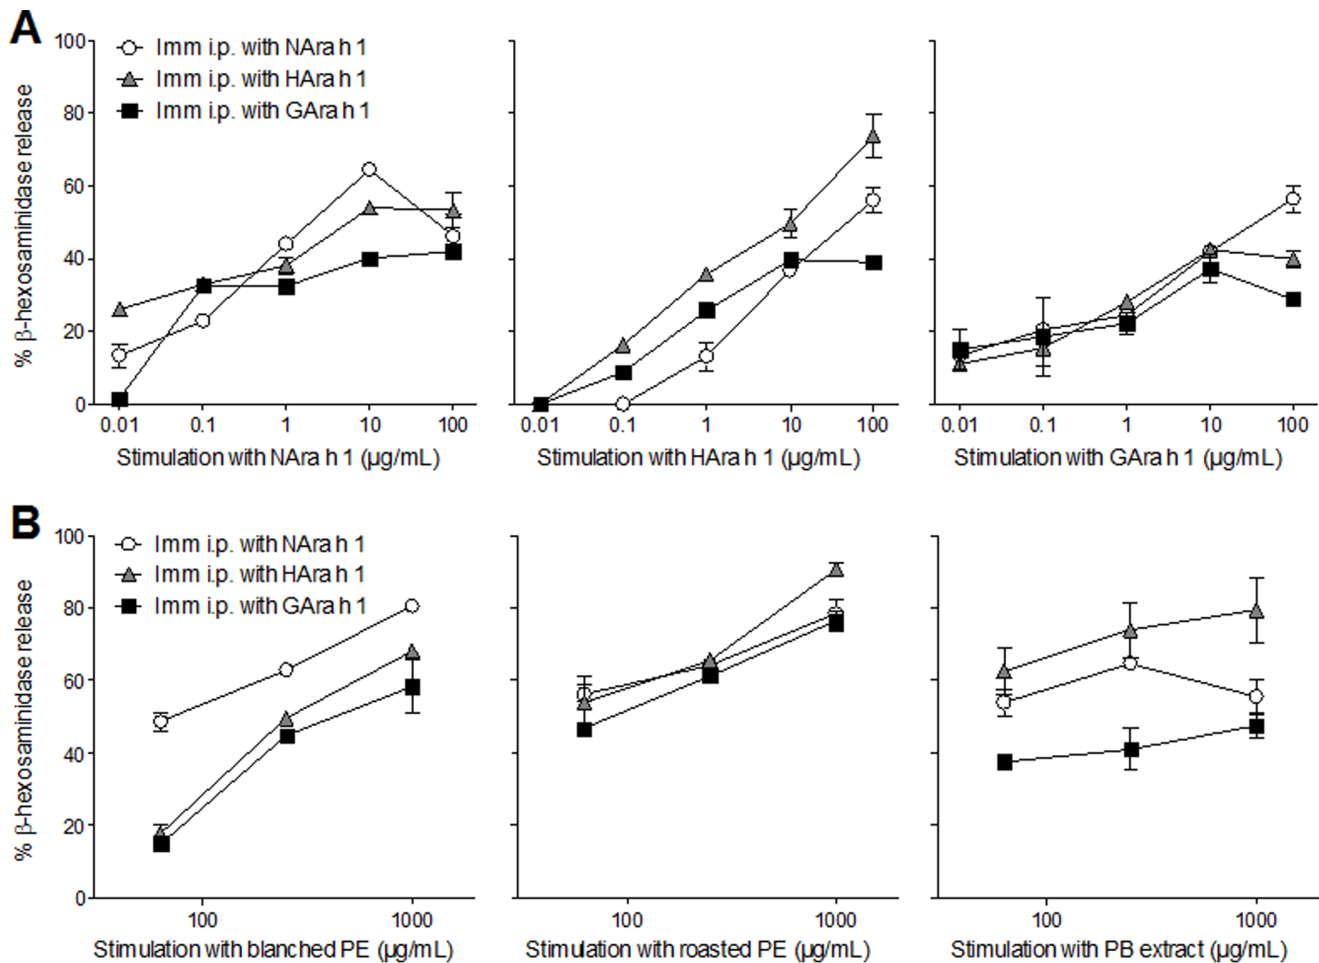 A
100
80
60
40
20
0
% β-hexosaminidase release
Imm i.p. with NAra h 1
Imm i.p. with HAra h 1
Imm i.p. with GAra h 1
0.01 0.1 1 10 100
Stimulation with NAra h 1 (µg/mL)
0.01 0.1 1 10 100
Stimulation with HAra h 1 (µg/mL)
0.01 0.1 1 10 100
Stimulation with GAra h 1 (µg/mL)
B
100
80
60
40
20
0
% β-hexosaminidase release
Imm i.p. with NAra h 1
Imm i.p. with HAra h 1
Imm i.p. with GAra h 1
100 1000
Stimulation with blanched PE (µg/mL)
100 1000
Stimulation with roasted PE (µg/mL)
100 1000
Stimulation with PB extract (µg/mL)